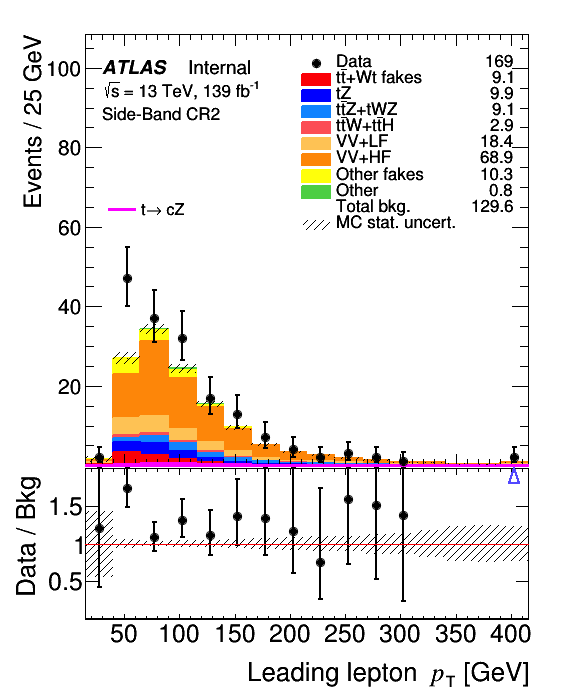 Events / 25 GeV
100
80
60
40
20
ATLAS Internal
√s = 13 TeV, 139 fb⁻¹
Side-Band CR2
t→ cZ
Data 169
tt̄+Wt fakes 9.1
tZ 9.9
tt̄Z+tWZ 9.1
tt̄W+tt̄H 2.9
VV+LF 18.4
VV+HF 68.9
Other fakes 10.3
Other 0.8
Total bkg. 129.6
MC stat. uncert.
Data / Bkg
1.5
1
0.5
50 100 150 200 250 300 350 400
Leading lepton p_T [GeV]